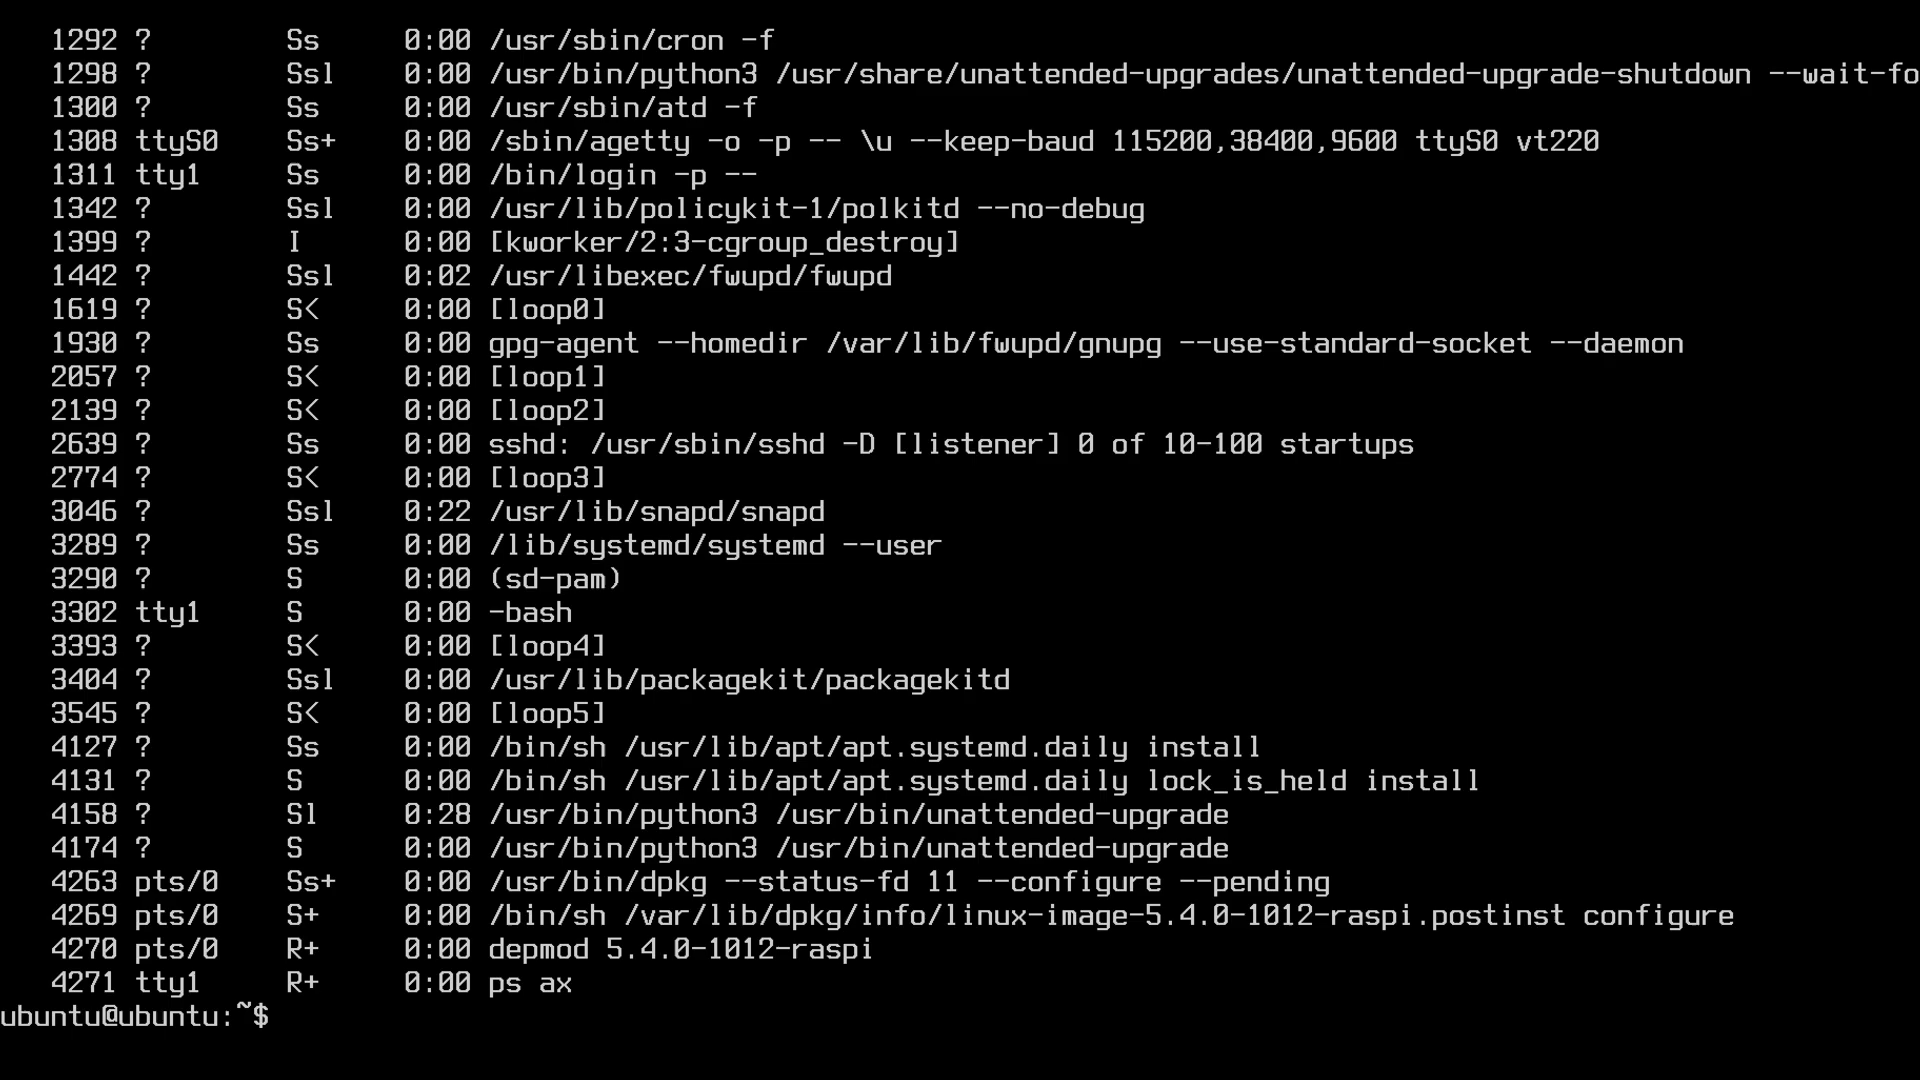 1292 ?        Ss     0:00 /usr/sbin/cron -f
1298 ?        Ssl    0:00 /usr/bin/python3 /usr/share/unattended-upgrades/unattended-upgrade-shutdown --wait-fo
1300 ?        Ss     0:00 /usr/sbin/atd -f
1308 ttyS0    Ss+    0:00 /sbin/agetty -o -p -- \u --keep-baud 115200,38400,9600 ttyS0 vt220
1311 tty1     Ss     0:00 /bin/login -p --
1342 ?        Ssl    0:00 /usr/lib/policykit-1/polkitd --no-debug
1399 ?        I      0:00 [kworker/2:3-cgroup_destroy]
1442 ?        Ssl    0:02 /usr/libexec/fwupd/fwupd
1619 ?        S<     0:00 [loop0]
1930 ?        Ss     0:00 gpg-agent --homedir /var/lib/fwupd/gnupg --use-standard-socket --daemon
2057 ?        S<     0:00 [loop1]
2139 ?        S<     0:00 [loop2]
2639 ?        Ss     0:00 sshd: /usr/sbin/sshd -D [listener] 0 of 10-100 startups
2774 ?        S<     0:00 [loop3]
3046 ?        Ssl    0:22 /usr/lib/snapd/snapd
3289 ?        Ss     0:00 /lib/systemd/systemd --user
3290 ?        S      0:00 (sd-pam)
3302 tty1     S      0:00 -bash
3393 ?        S<     0:00 [loop4]
3404 ?        Ssl    0:00 /usr/lib/packagekit/packagekitd
3545 ?        S<     0:00 [loop5]
4127 ?        Ss     0:00 /bin/sh /usr/lib/apt/apt.systemd.daily install
4131 ?        S      0:00 /bin/sh /usr/lib/apt/apt.systemd.daily lock_is_held install
4158 ?        Sl     0:28 /usr/bin/python3 /usr/bin/unattended-upgrade
4174 ?        S      0:00 /usr/bin/python3 /usr/bin/unattended-upgrade
4263 pts/0    Ss+    0:00 /usr/bin/dpkg --status-fd 11 --configure --pending
4269 pts/0    S+     0:00 /bin/sh /var/lib/dpkg/info/linux-image-5.4.0-1012-raspi.postinst configure
4270 pts/0    R+     0:00 depmod 5.4.0-1012-raspi
4271 tty1     R+     0:00 ps ax
ubuntu@ubuntu:~$